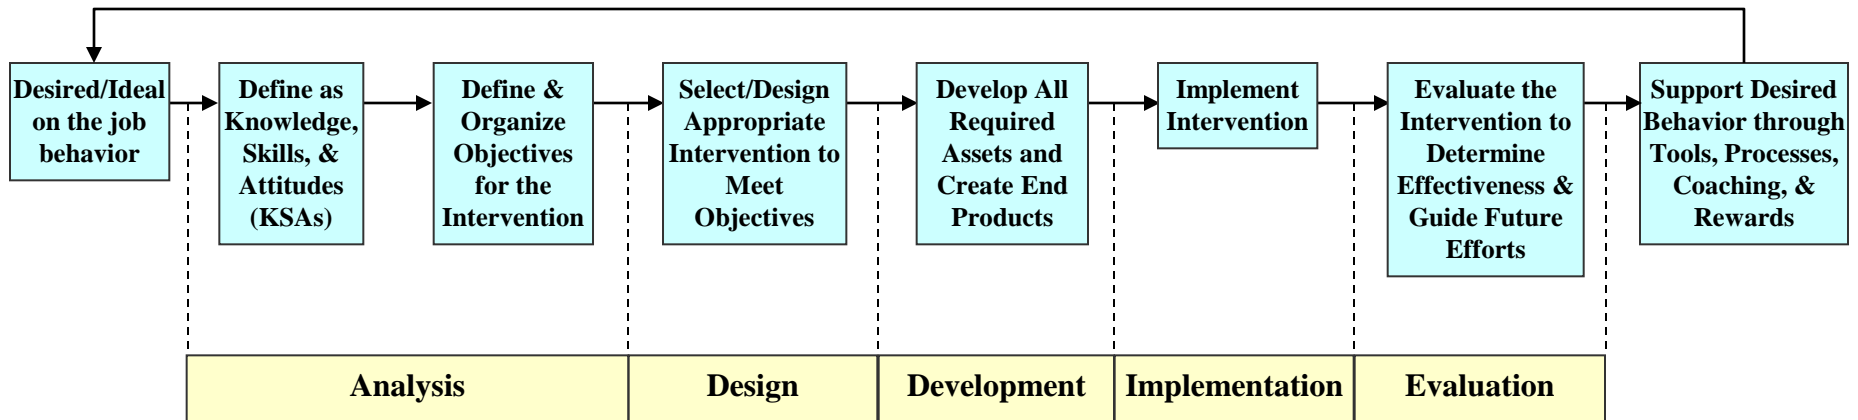 Desired/Ideal
on the job
behavior
Define as
Knowledge,
Skills, &
Attitudes
(KSAs)
Define &
Organize
Objectives
for the
Intervention
Select/Design
Appropriate
Intervention to
Meet
Objectives
Develop All
Required
Assets and
Create End
Products
Implement
Intervention
Evaluate the
Intervention to
Determine
Effectiveness &
Guide Future
Efforts
Support Desired
Behavior through
Tools, Processes,
Coaching, &
Rewards
Analysis
Design
Development
Implementation
Evaluation